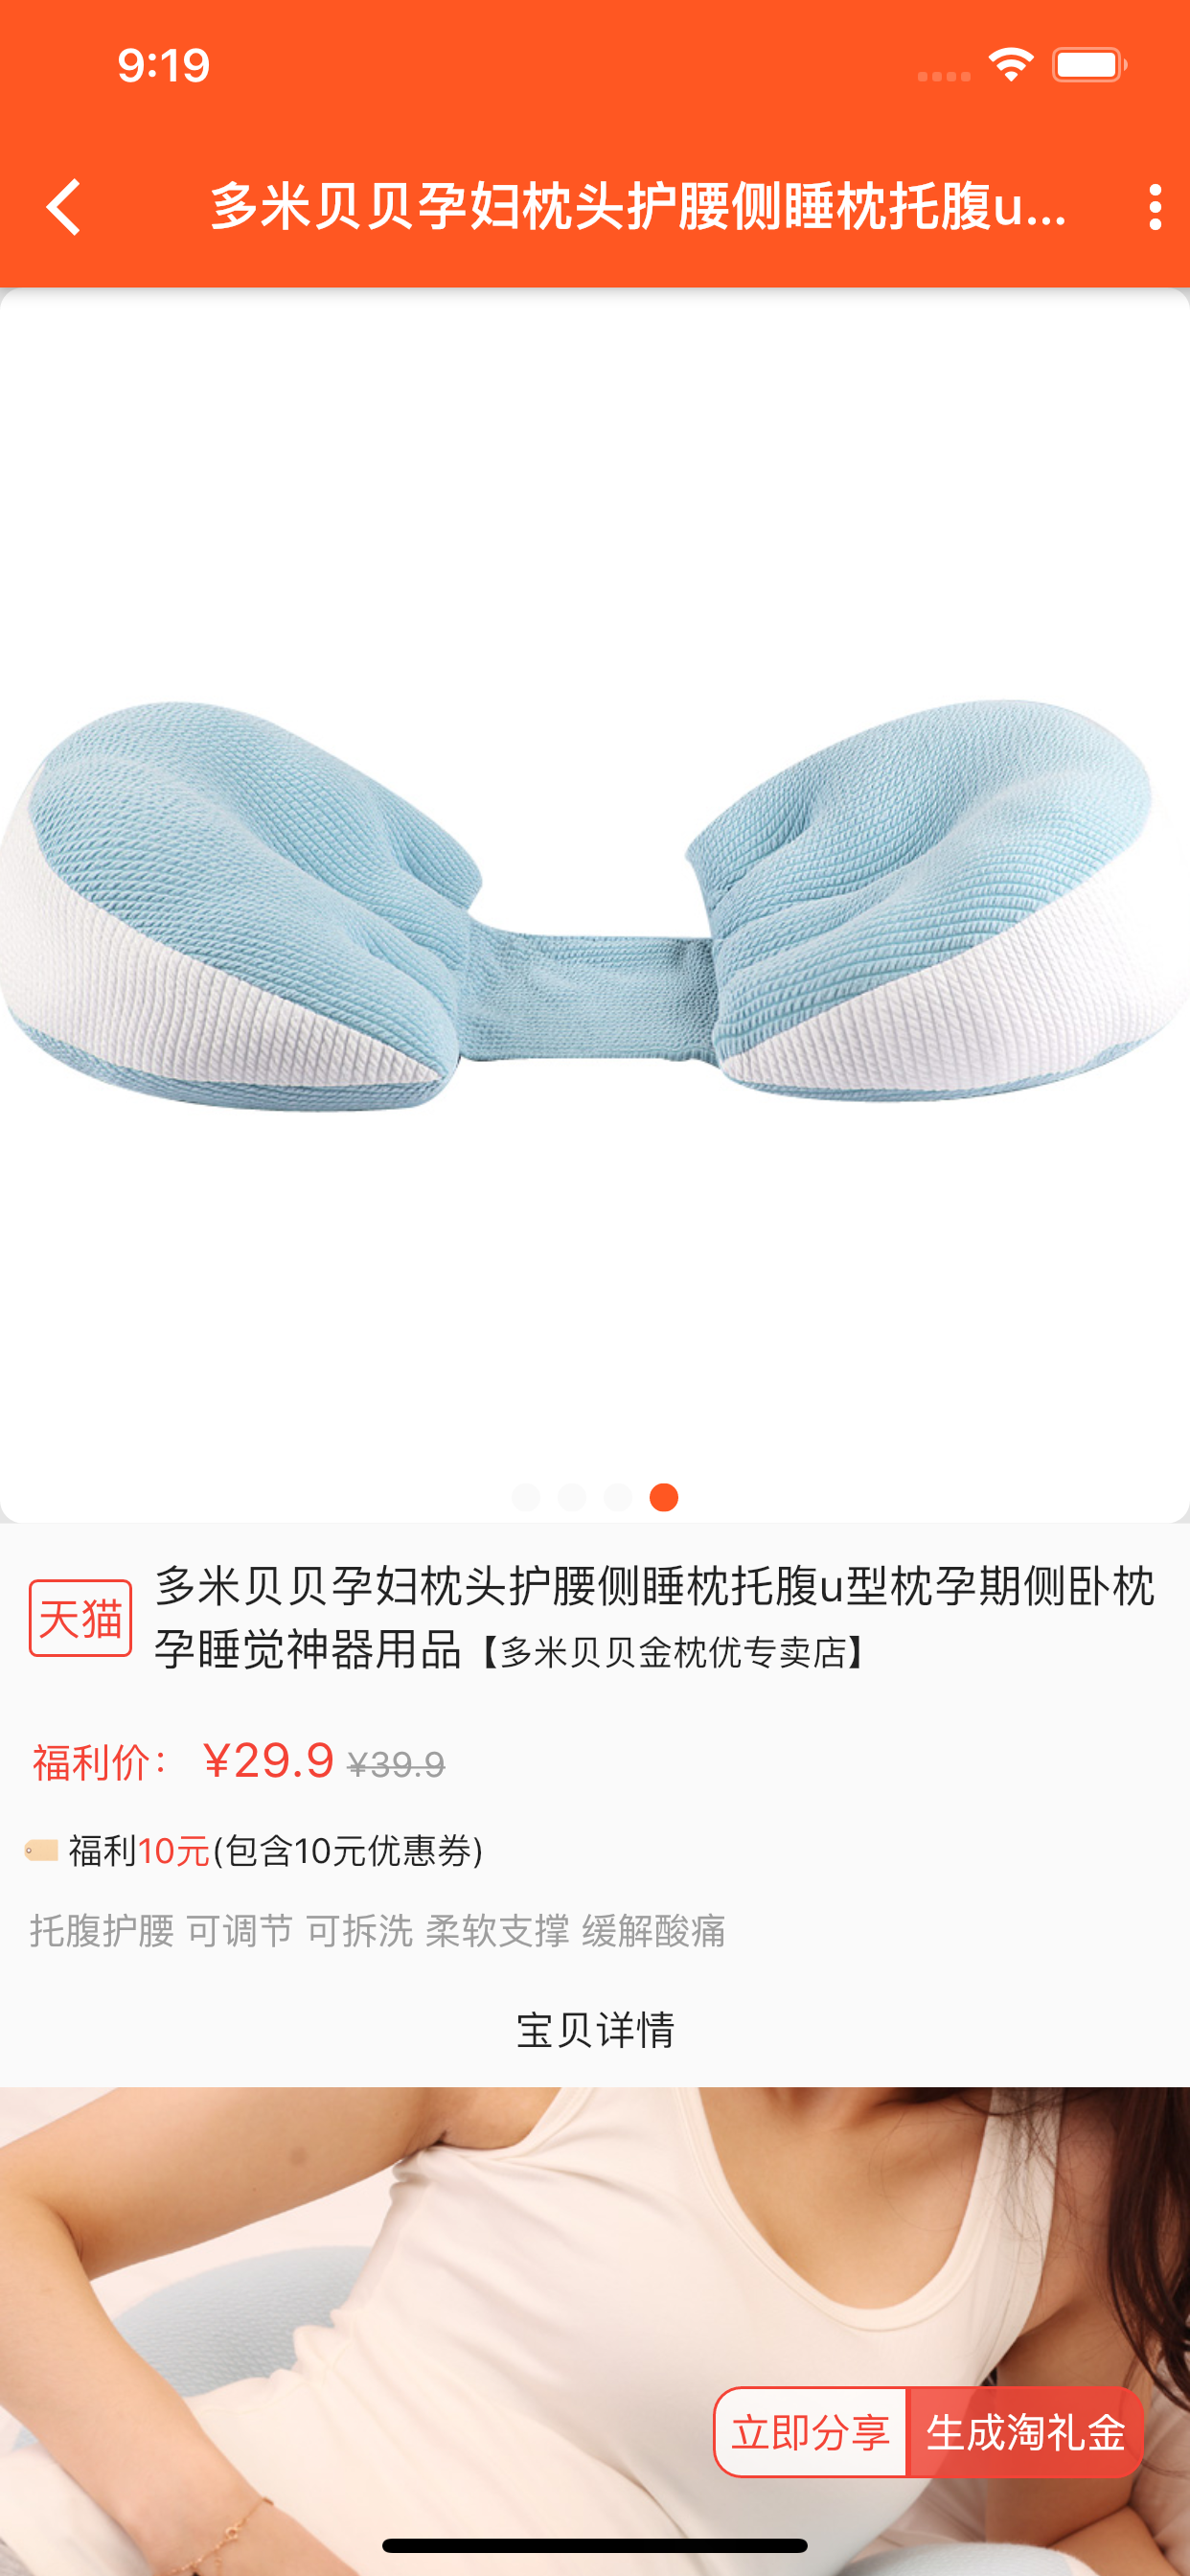 9:19
多米贝贝孕妇枕头护腰侧睡枕托腹u...
天猫
多米贝贝孕妇枕头护腰侧睡枕托腹u型枕孕期侧卧枕
孕睡觉神器用品【多米贝贝金枕优专卖店】
福利价： ¥29.9 ¥39.9
福利10元(包含10元优惠券)
托腹护腰 可调节 可拆洗 柔软支撑 缓解酸痛
宝贝详情
立即分享 生成淘礼金